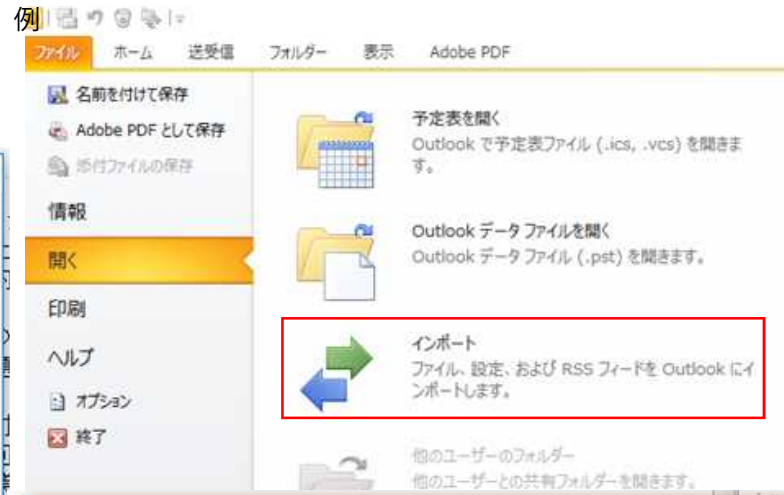 例
ファイル ホーム 送受信 フォルダー 表示 Adobe PDF
名前を付けて保存
Adobe PDF として保存
添付ファイルの保存
情報
開く
印刷
ヘルプ
オプション
終了
予定表を開く
Outlook で予定表ファイル (.ics, .vcs) を開きま
す。
Outlook データ ファイルを開く
Outlook データ ファイル (.pst) を開きます。
インポート
ファイル、設定、および RSS フィードを Outlook にイ
ンポートします。
他のユーザーのフォルダー
他のユーザーとの共有フォルダーを開きます。